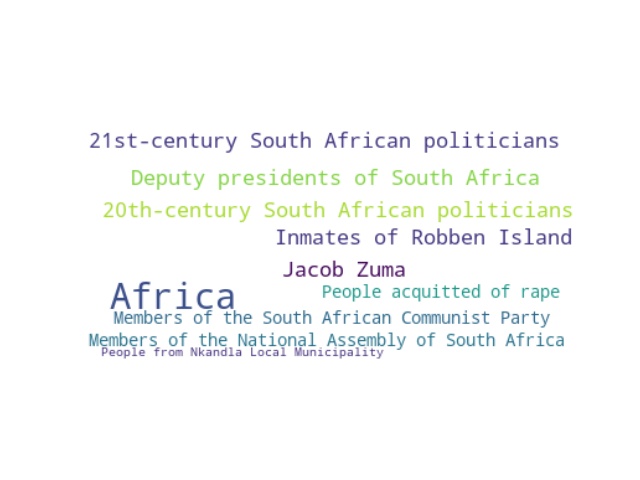 21st-century South African politicians
Deputy presidents of South Africa
20th-century South African politicians
Inmates of Robben Island
Jacob Zuma
Africa
People acquitted of rape
Members of the South African Communist Party
Members of the National Assembly of South Africa
People from Nkandla Local Municipality